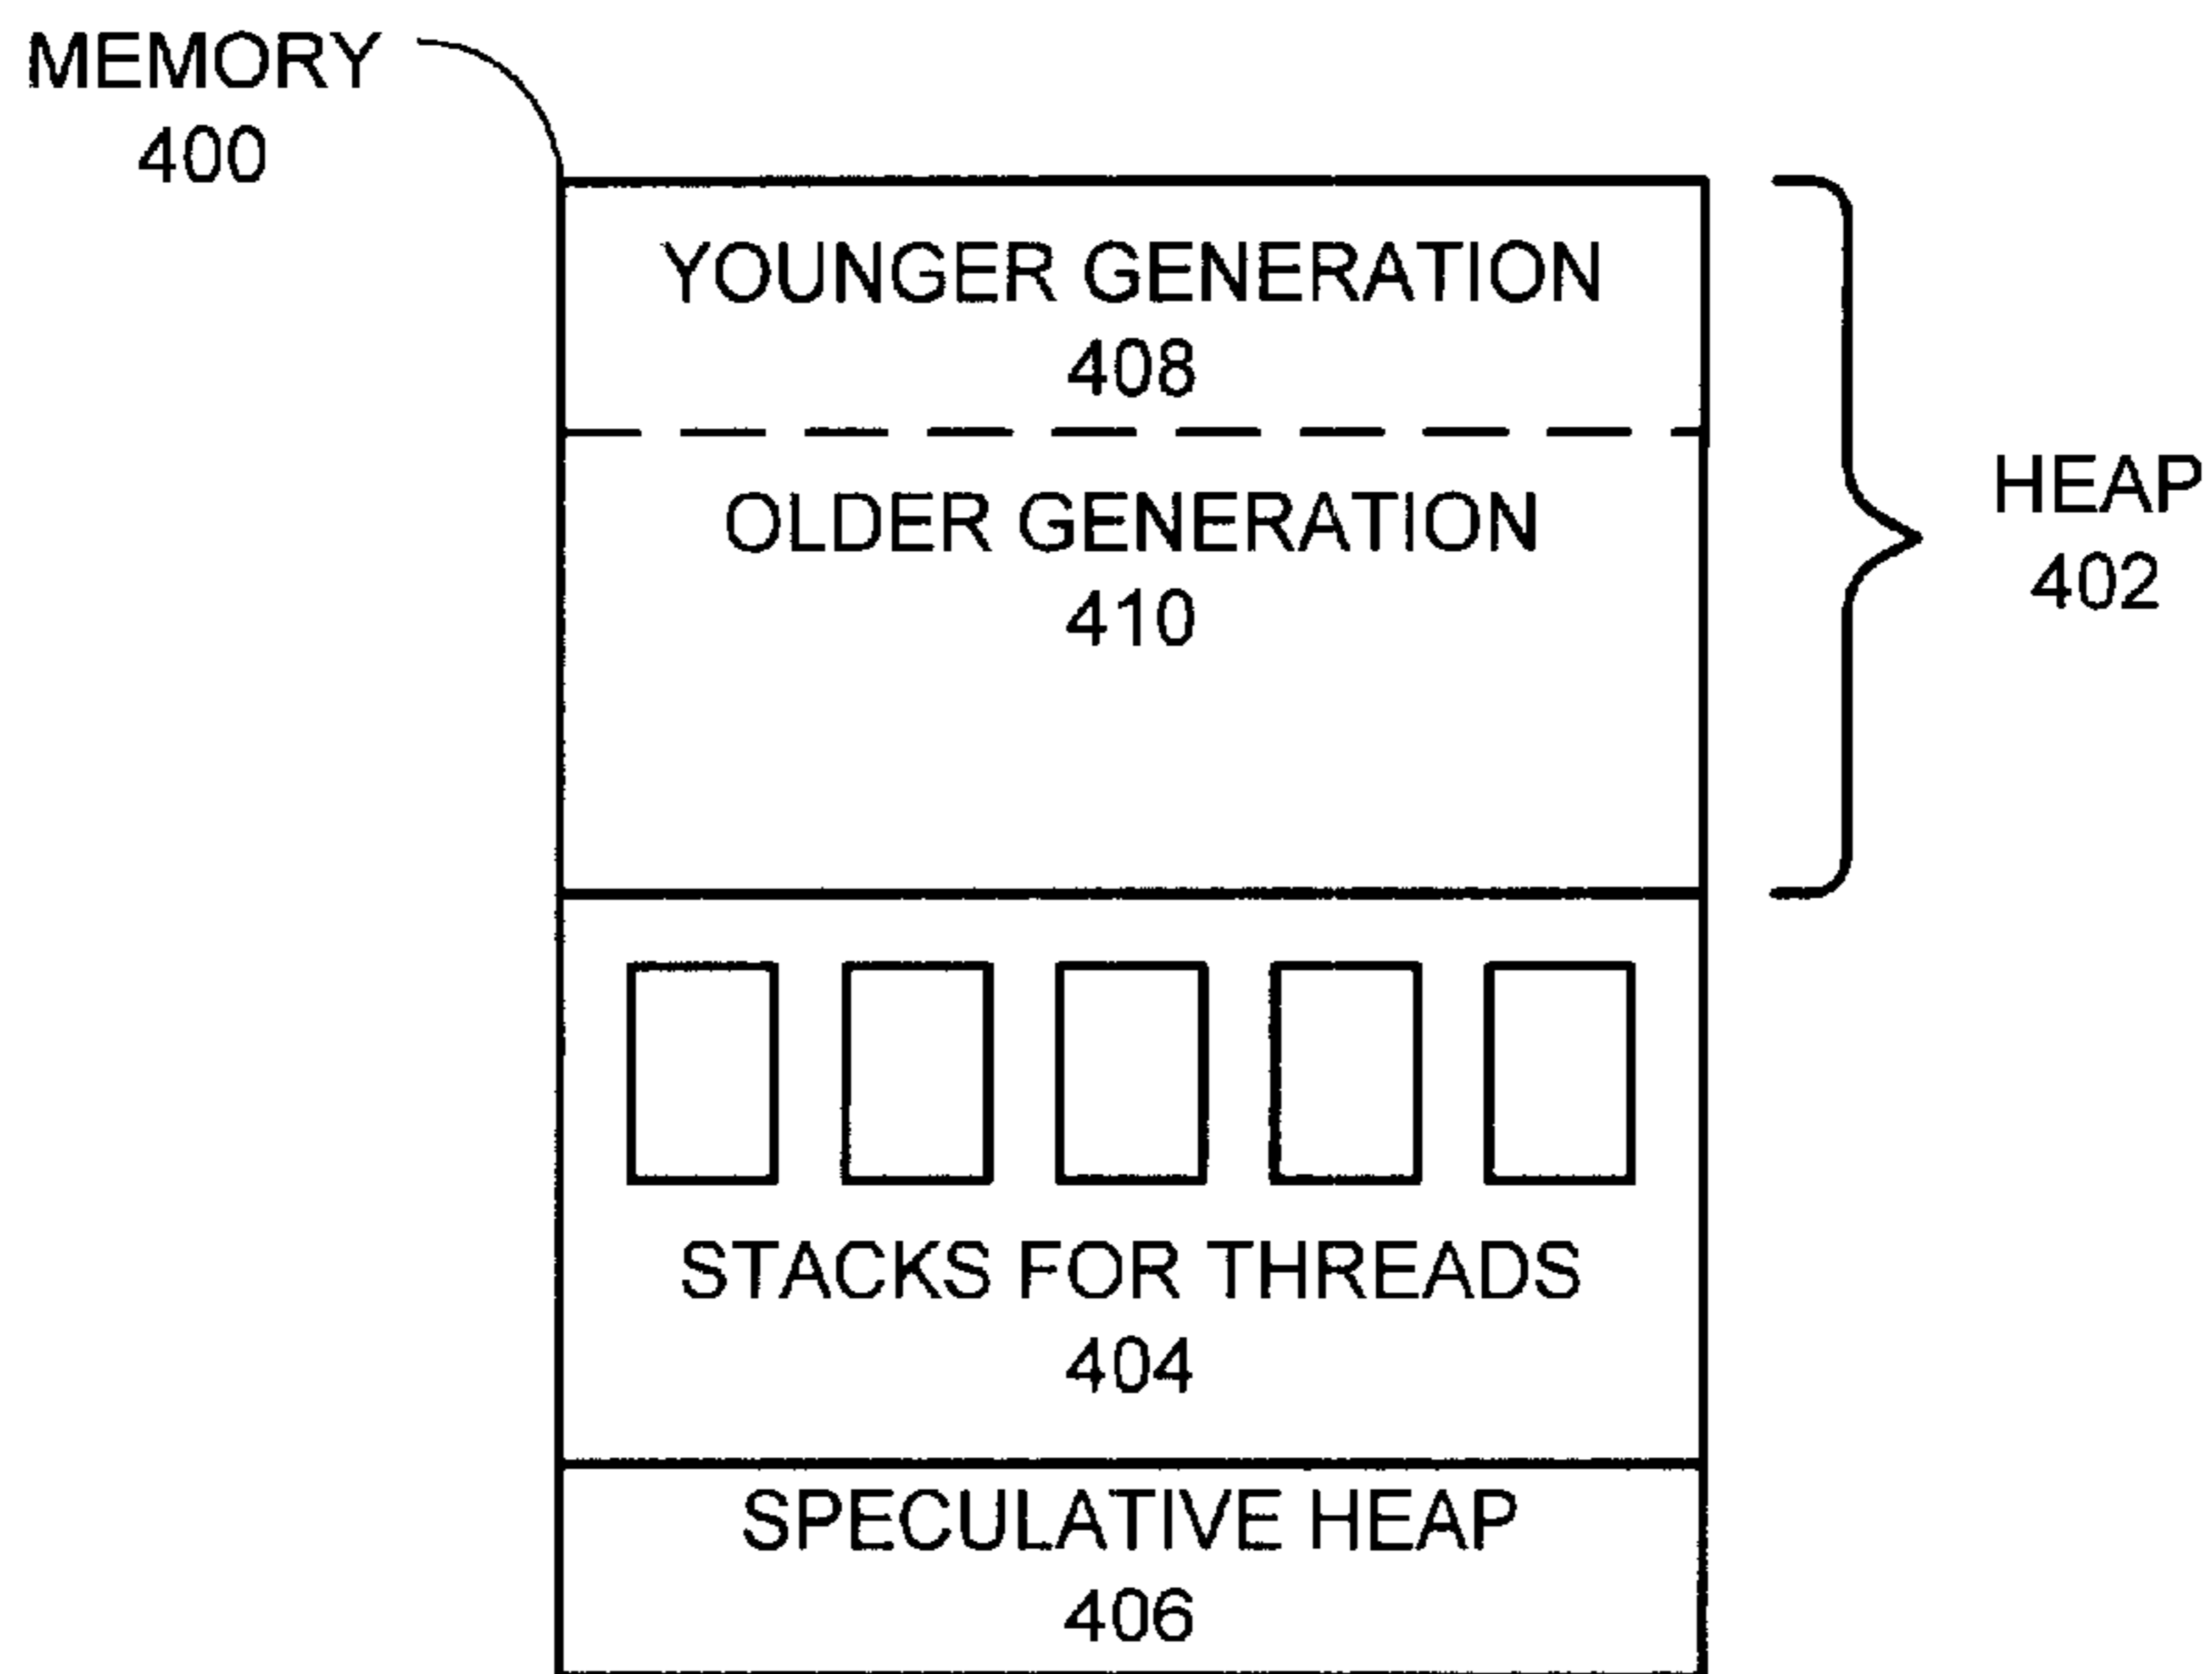 MEMORY
400
YOUNGER GENERATION
408
OLDER GENERATION
410
HEAP
402
STACKS FOR THREADS
404
SPECULATIVE HEAP
406